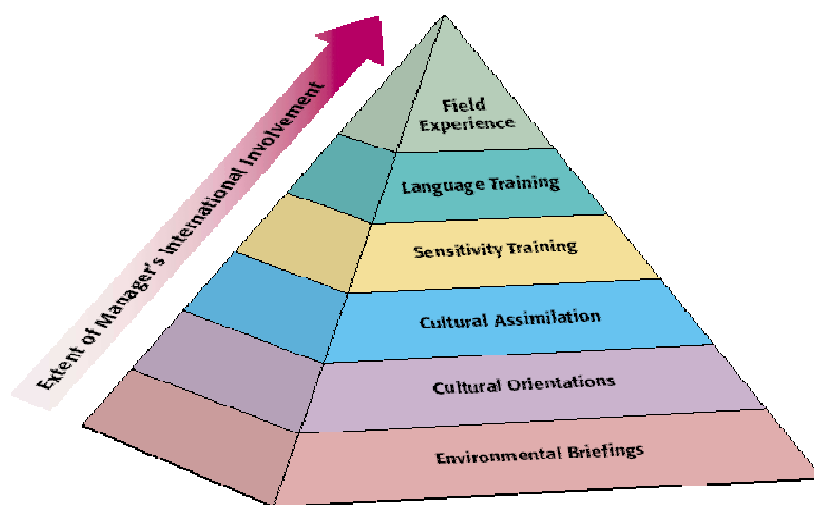 Extent of Manager's International Involvement
Field
Experience
Language Training
Sensitivity Training
Cultural Assimilation
Cultural Orientations
Environmental Briefings